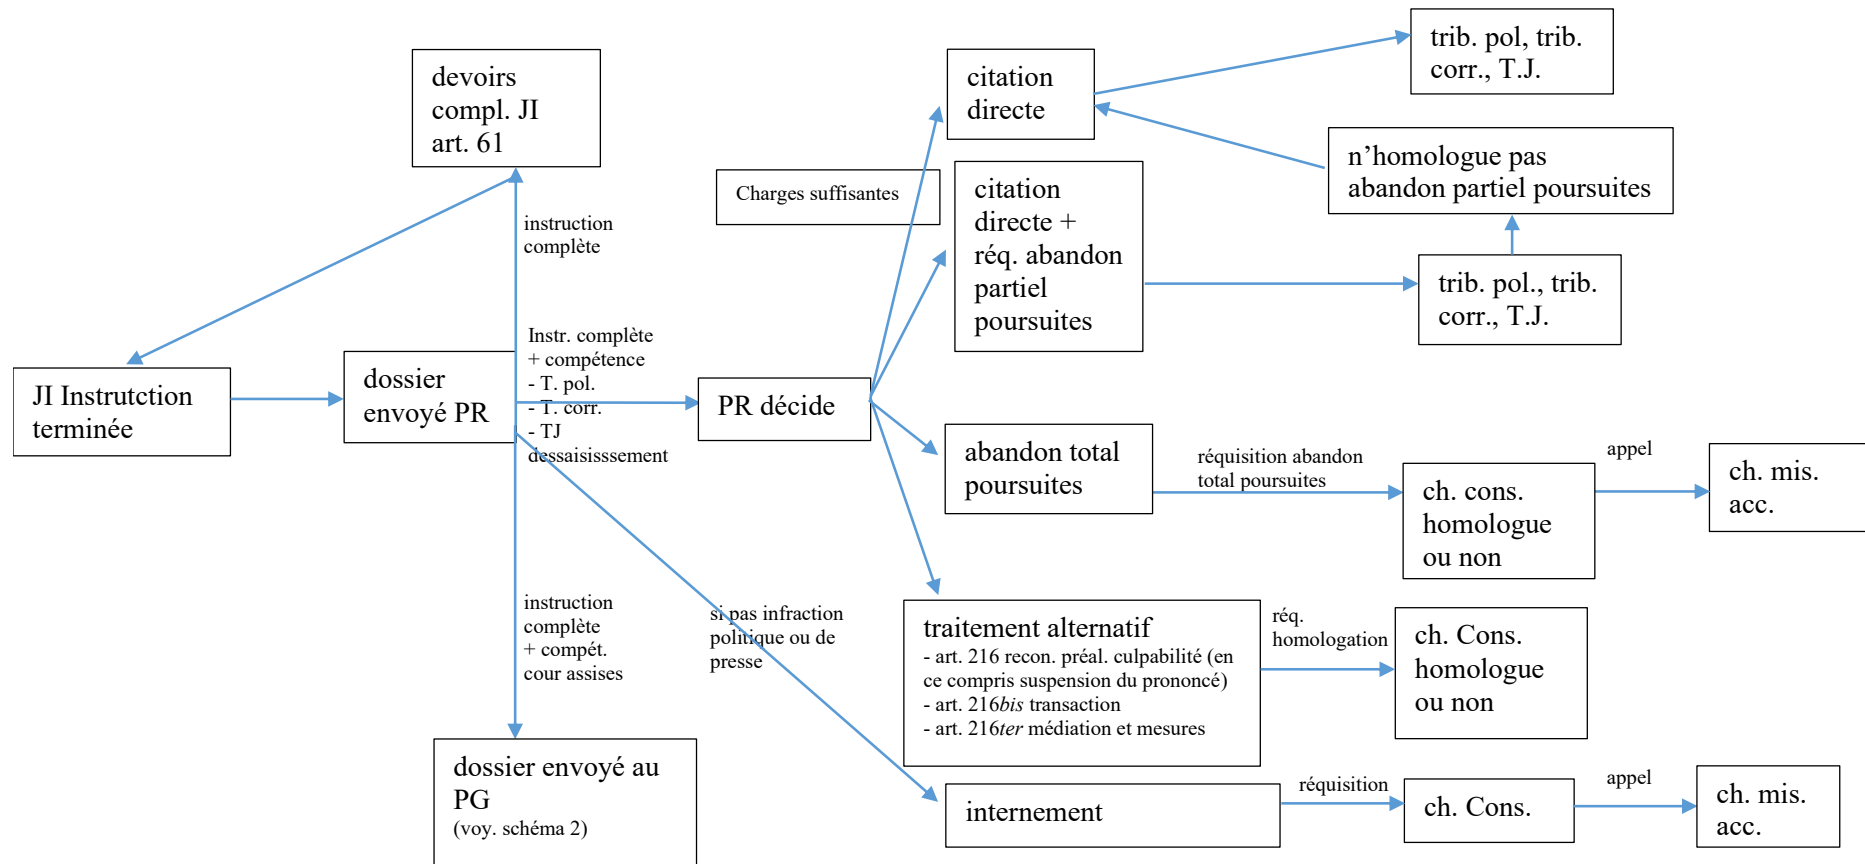 devoirs
compl. JI
art. 61
instruction
complète
JI Instrutction
terminée
dossier
envoyé PR
Instr. complète
+ compétence
- T. pol.
- T. corr.
- TJ
dessaisisssement
instruction
complète
+ compét.
cour assises
dossier envoyé au
PG
(voy. schéma 2)
si pas infraction
politique ou de
presse
PR décide
Charges suffisantes
citation
directe
trib. pol, trib.
corr., T.J.
n’homologue pas
abandon partiel poursuites
citation
directe +
réq. abandon
partiel
poursuites
trib. pol., trib.
corr., T.J.
abandon total
poursuites
réquisition abandon
total poursuites
ch. cons.
homologue
ou non
appel
ch. mis.
acc.
traitement alternatif
- art. 216 recon. préal. culpabilité (en
ce compris suspension du prononcé)
- art. 216bis transaction
- art. 216ter médiation et mesures
réq.
homologation
ch. Cons.
homologue
ou non
internement
réquisition
ch. Cons.
appel
ch. mis.
acc.